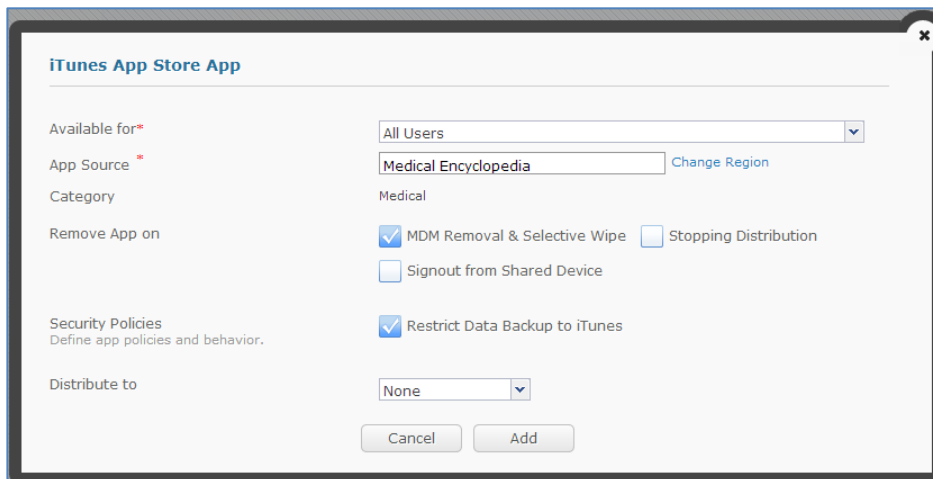 iTunes App Store App
Available for* All Users
App Source * Medical Encyclopedia Change Region
Category Medical
Remove App on MDM Removal & Selective Wipe Stopping Distribution
Signout from Shared Device
Security Policies Restrict Data Backup to iTunes
Define app policies and behavior.
Distribute to None
Cancel Add